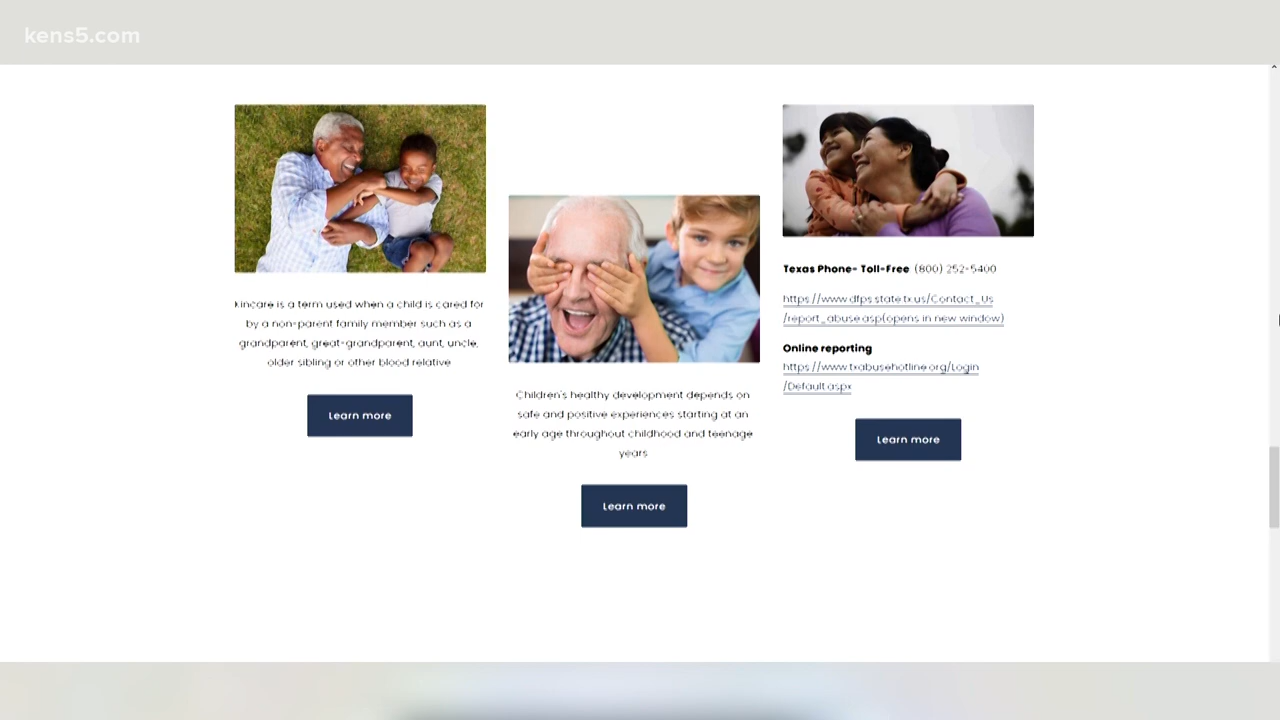 kens5.com
Kincare is a term used when a child is cared for
by a non-parent family member such as a
grandparent, great-grandparent, aunt, uncle,
older sibling or other blood relative
Learn more
Children's healthy development depends on
safe and positive experiences starting at an
early age throughout childhood and teenage
years
Learn more
Texas Phone- Toll-Free (800) 252-5400
https://www.dfps.state.tx.us/Contact_Us
/report_abuse.asp(opens in new window)
Online reporting
https://www.txabusehotline.org/Login
/Default.aspx
Learn more